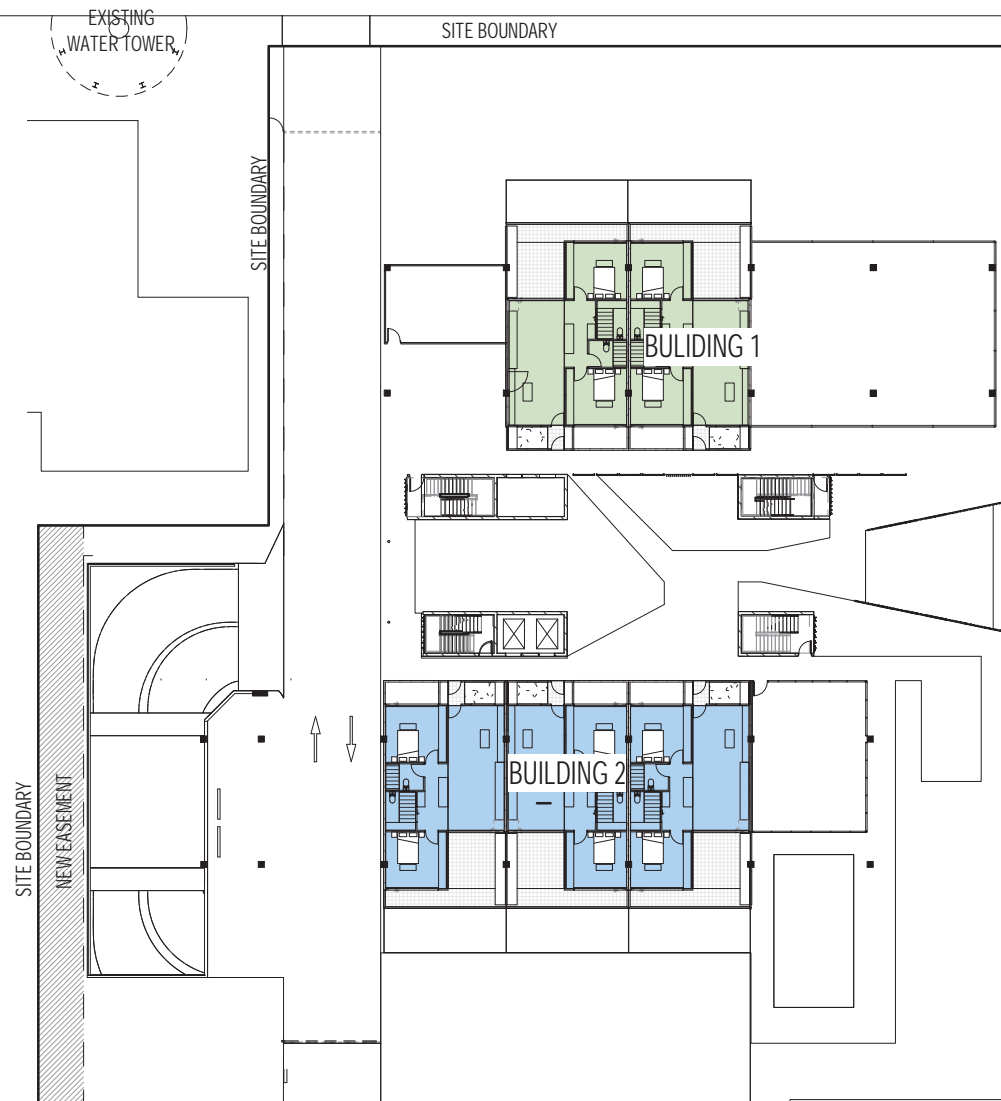 EXISTING
WATER TOWER
SITE BOUNDARY
SITE BOUNDARY
BULIDING 1
BUILDING 2
SITE BOUNDARY
NEW EASEMENT